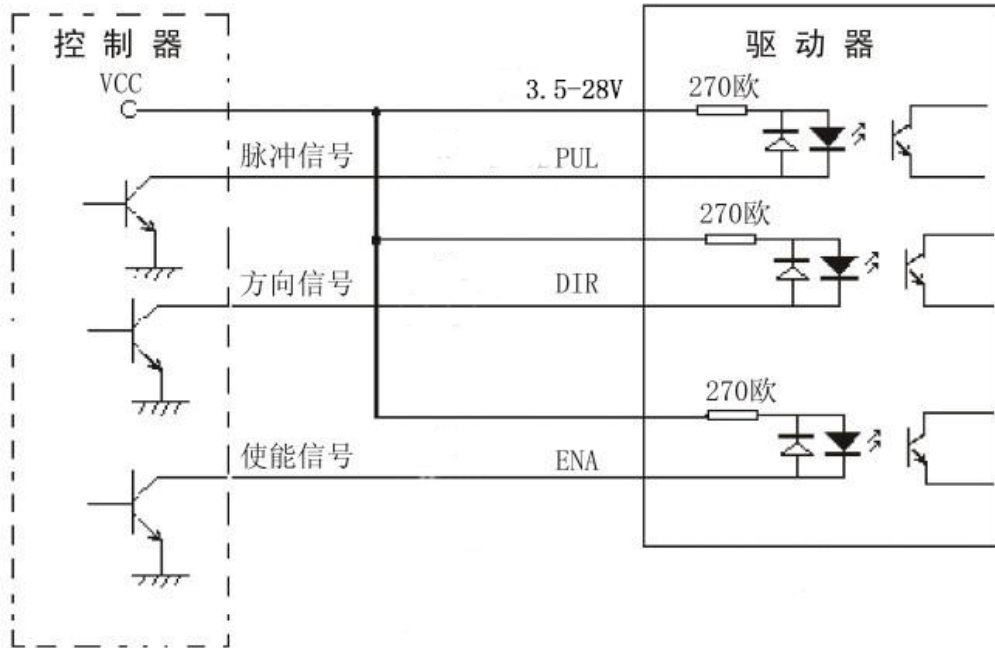 控制器
驱动器
VCC
3.5-28V
270欧
脉冲信号
PUL
270欧
方向信号
DIR
270欧
使能信号
ENA